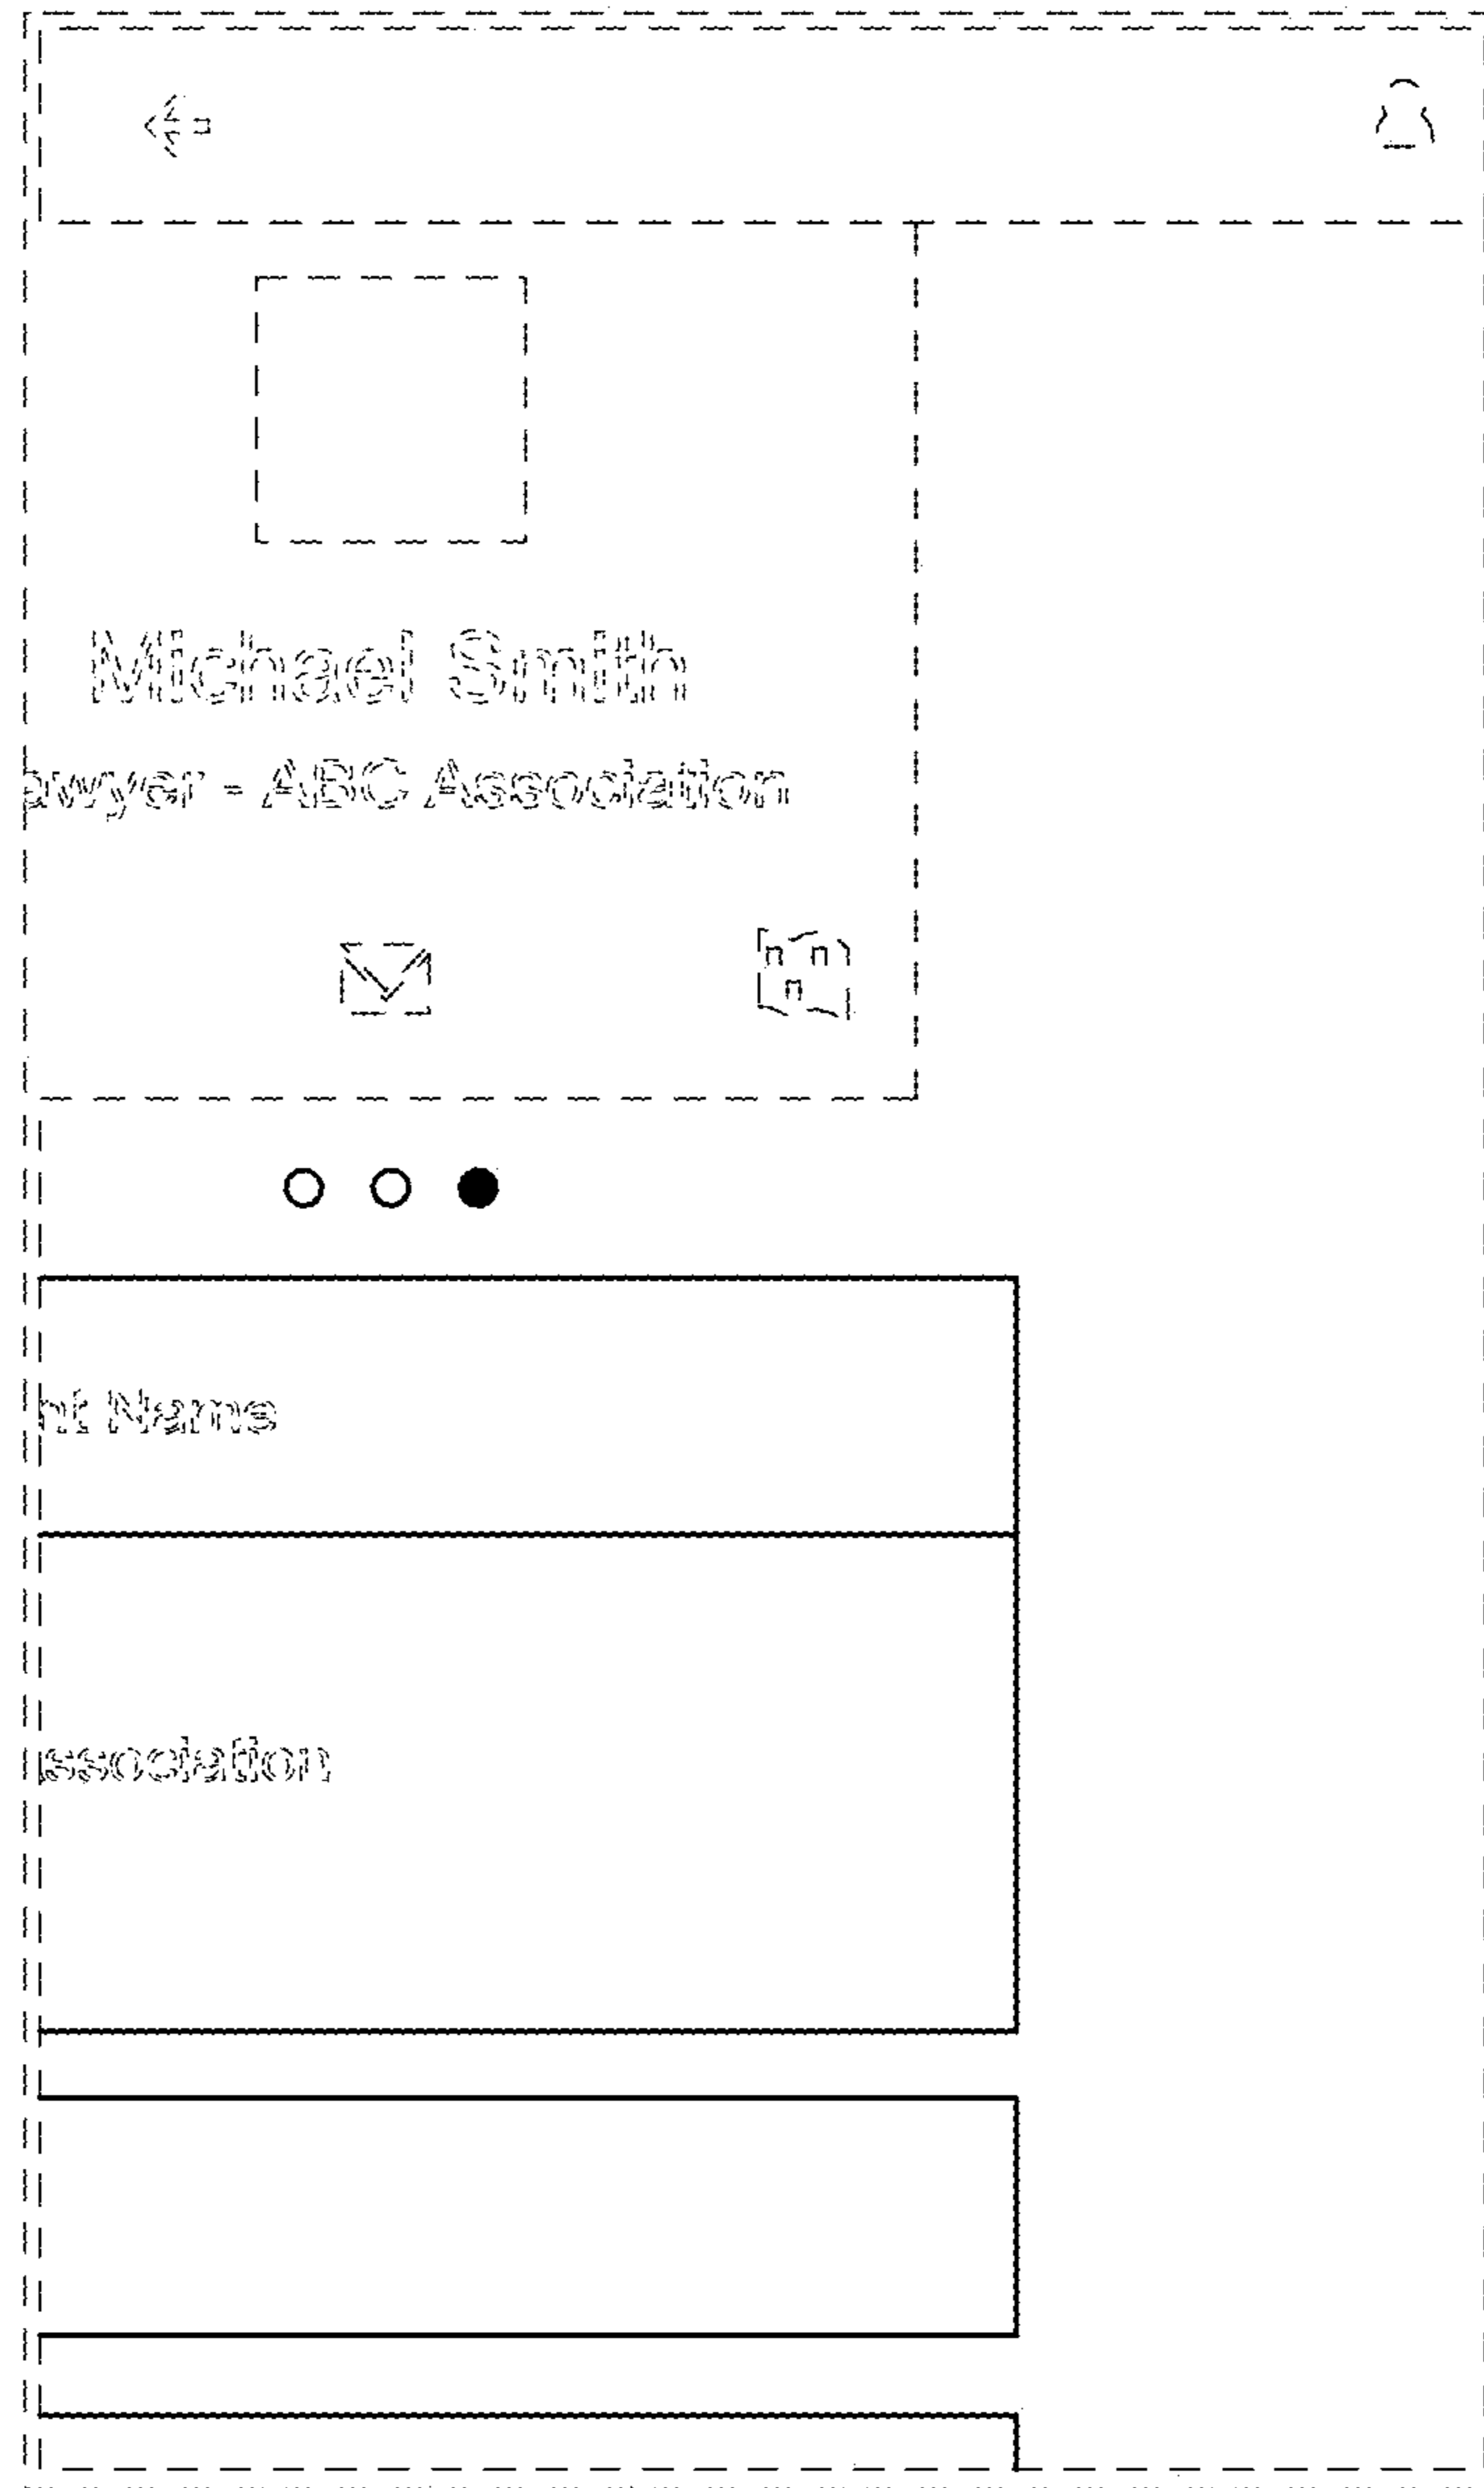 Michael Smith
awyer - ABC Association
nt Name
ssociation